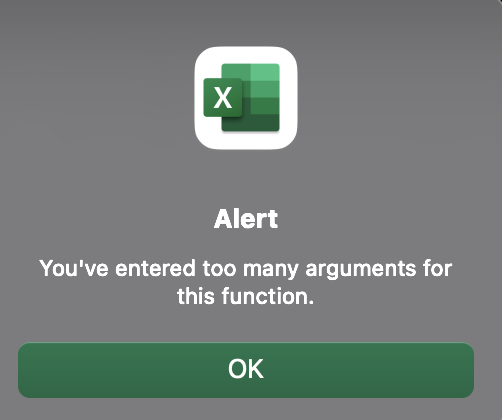 X
Alert
You've entered too many arguments for
this function.
OK